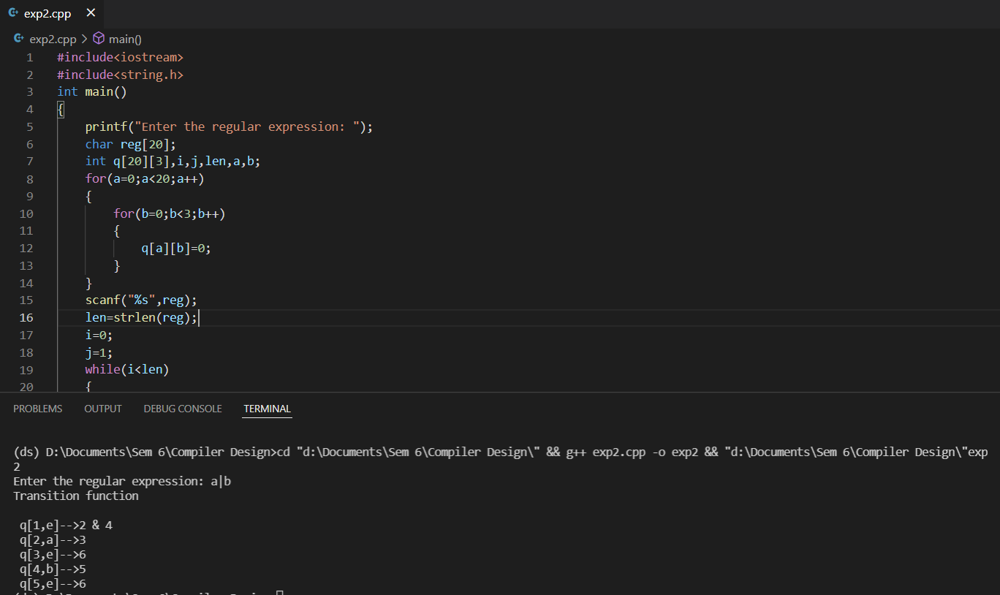 exp2.cpp
exp2.cpp > main()
1 #include<iostream>
2 #include<string.h>
3 int main()
4 {
5 printf("Enter the regular expression: ");
6 char reg[20];
7 int q[20][3],i,j,len,a,b;
8 for(a=0;a<20;a++)
9 {
10 for(b=0;b<3;b++)
11 {
12 q[a][b]=0;
13 }
14 }
15 scanf("%s",reg);
16 len=strlen(reg);
17 i=0;
18 j=1;
19 while(i<len)
20 {
PROBLEMS OUTPUT DEBUG CONSOLE TERMINAL
(ds) D:\Documents\Sem 6\Compiler Design>cd "d:\Documents\Sem 6\Compiler Design\" && g++ exp2.cpp -o exp2 && "d:\Documents\Sem 6\Compiler Design\"exp
2
Enter the regular expression: a|b
Transition function
q[1,e]-->2 & 4
q[2,a]-->3
q[3,e]-->6
q[4,b]-->5
q[5,e]-->6